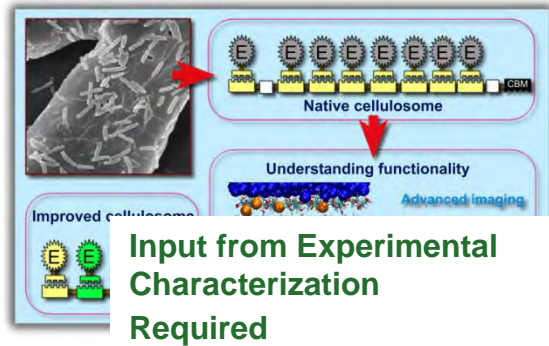 E E E E E E E E
CBM
Native cellulosome
Understanding functionality
Advanced imaging
Improved cellulosome
E E
Input from Experimental
Characterization
Required